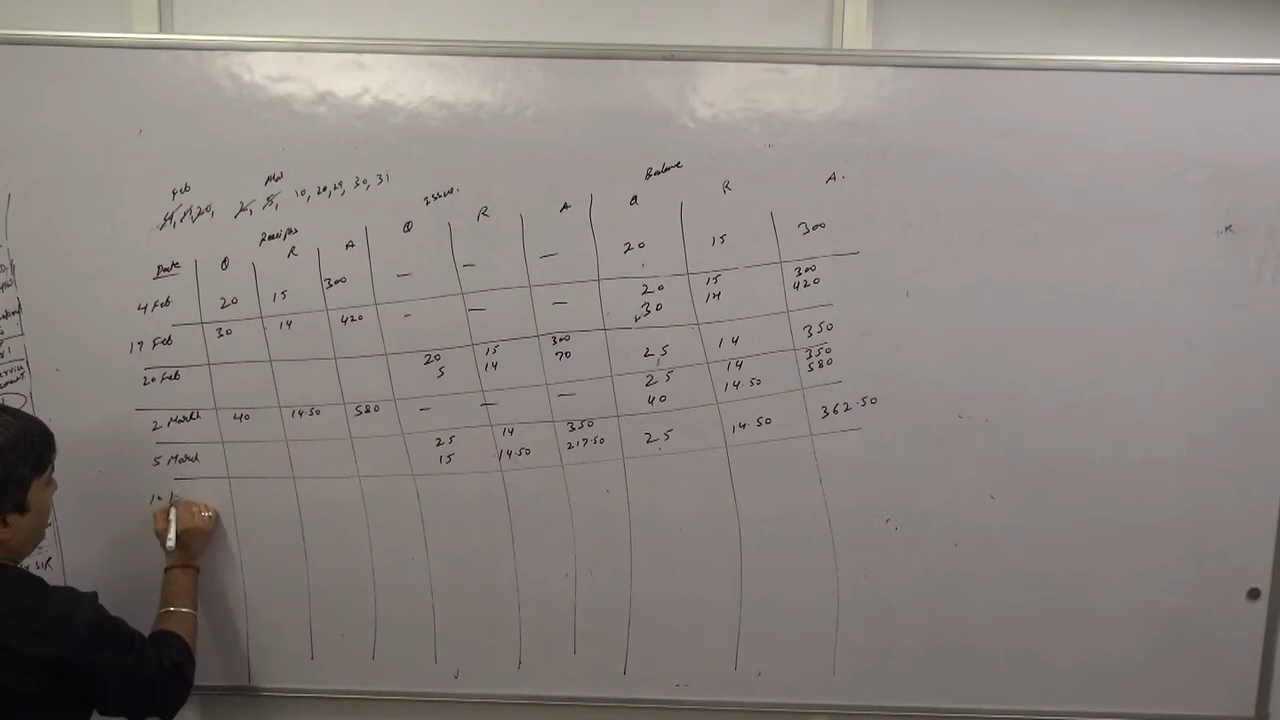 Feb Mar
4, 17, 20, 2, 5, 10, 20, 29, 30, 31
Receipts Issue. Balance
Date Q R A Q R A Q R A.
4 Feb. 20 15 300 — — — 20 15 300
17 Feb 30 14 420 - — — 20 15 300
30 14 420
20 Feb 20 15 300 25 14 350
5 14 70
2 March 40 14.50 580 — — — 25 14 350
40 14.50 580
5 March 25 14 350 25 14.50 362.50
15 14.50 217.50
10
SIR